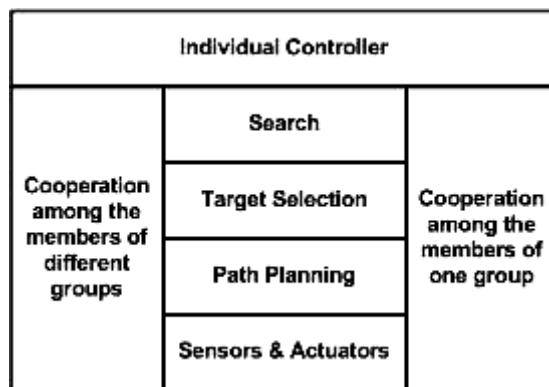 Individual Controller
Cooperation
among the
members of
different
groups
Search
Target Selection
Path Planning
Sensors & Actuators
Cooperation
among the
members of
one group